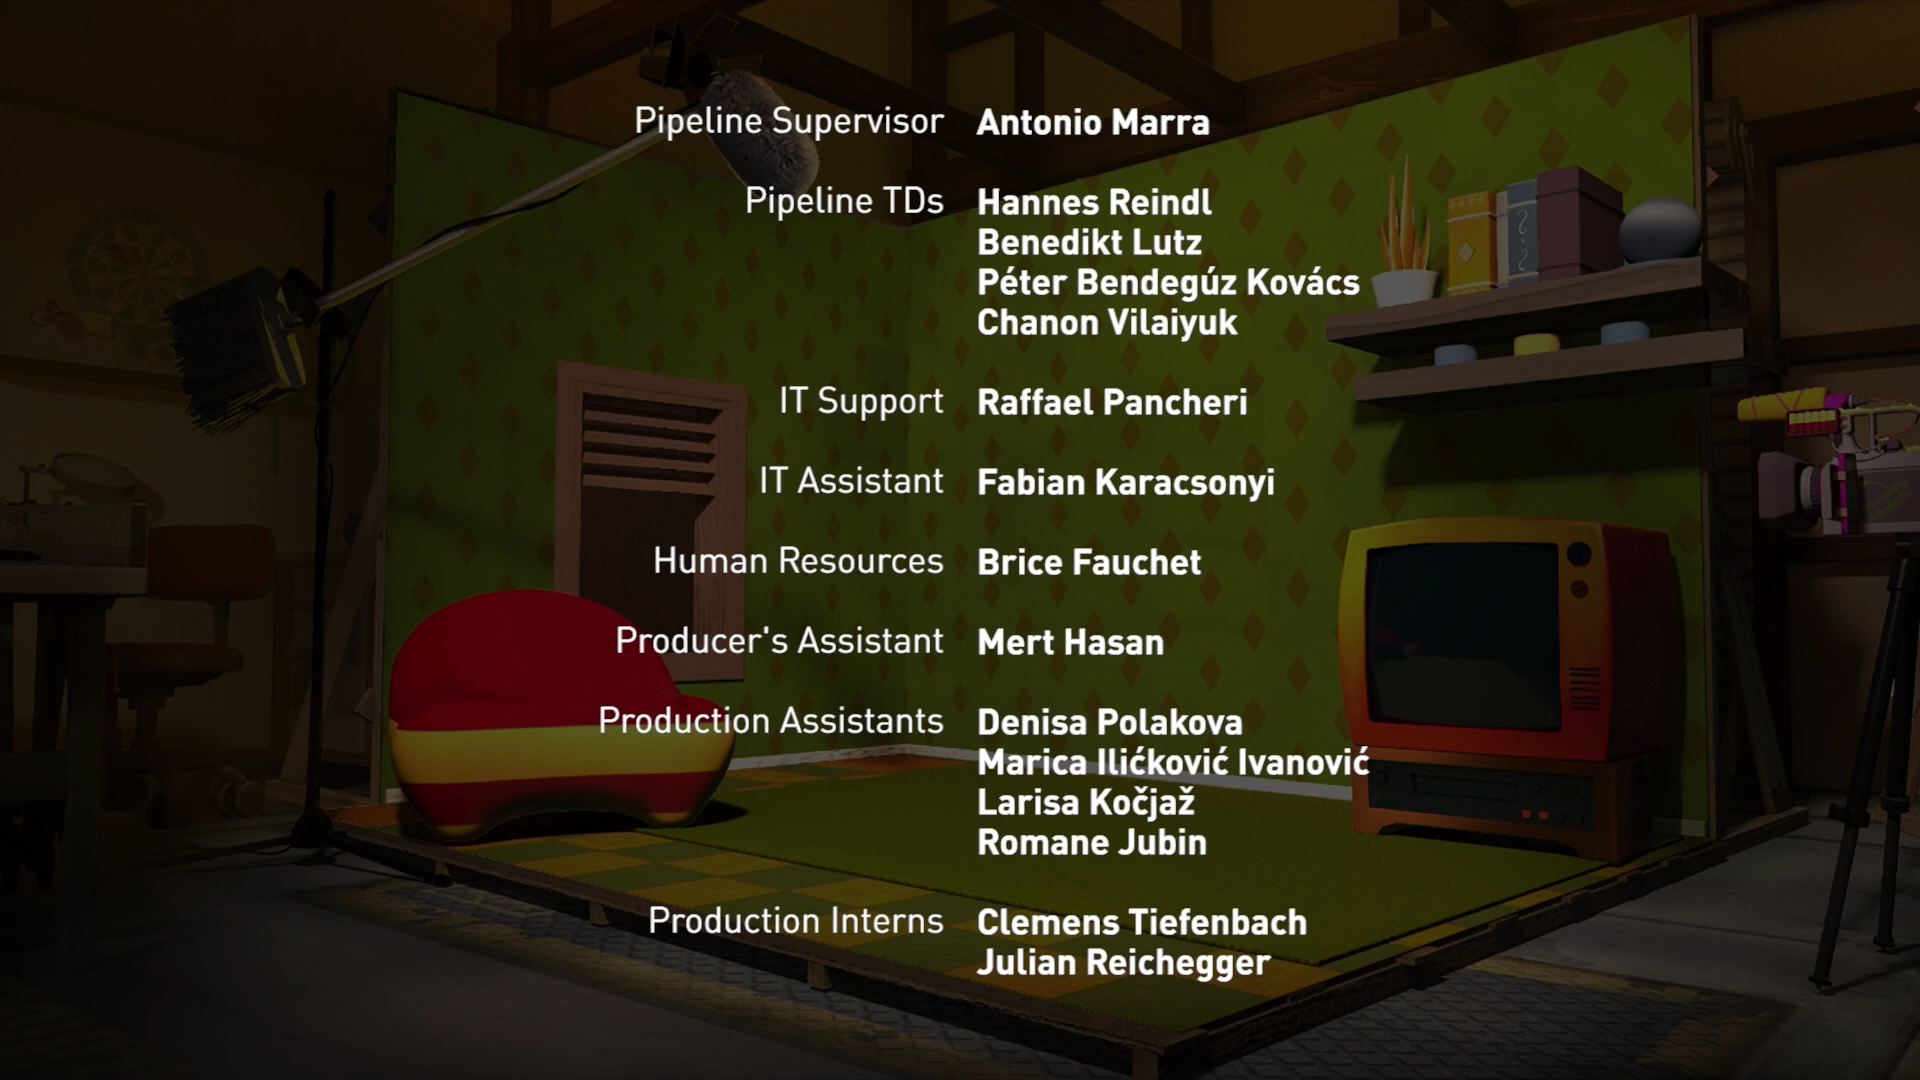 Pipeline Supervisor Antonio Marra
Pipeline TDs Hannes Reindl
Benedikt Lutz
Péter Bendegúz Kovács
Chanon Vilaiyuk
IT Support Raffael Pancheri
IT Assistant Fabian Karacsonyi
Human Resources Brice Fauchet
Producer's Assistant Mert Hasan
Production Assistants Denisa Polakova
Marica Ilićković Ivanović
Larisa Kočjaž
Romane Jubin
Production Interns Clemens Tiefenbach
Julian Reichegger